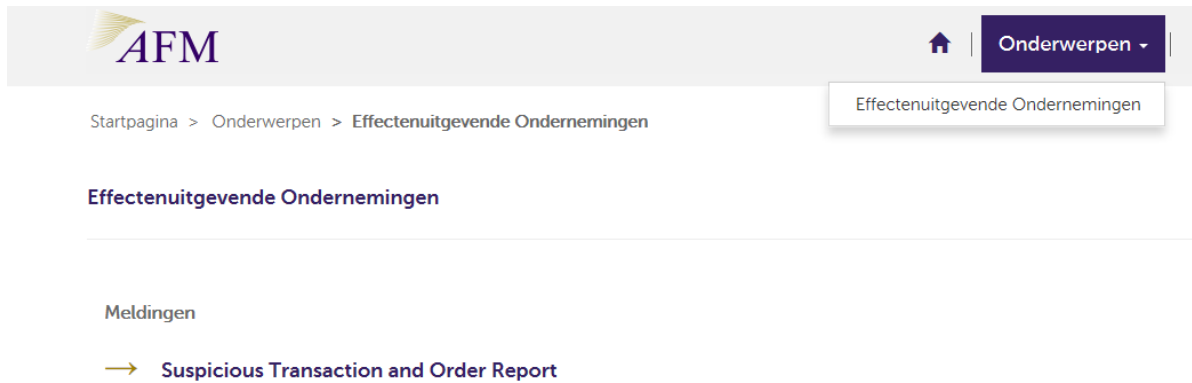 AFM
Onderwerpen
Effectenuitgevende Ondernemingen
Startpagina > Onderwerpen > Effectenuitgevende Ondernemingen
Effectenuitgevende Ondernemingen
Meldingen
→ Suspicious Transaction and Order Report